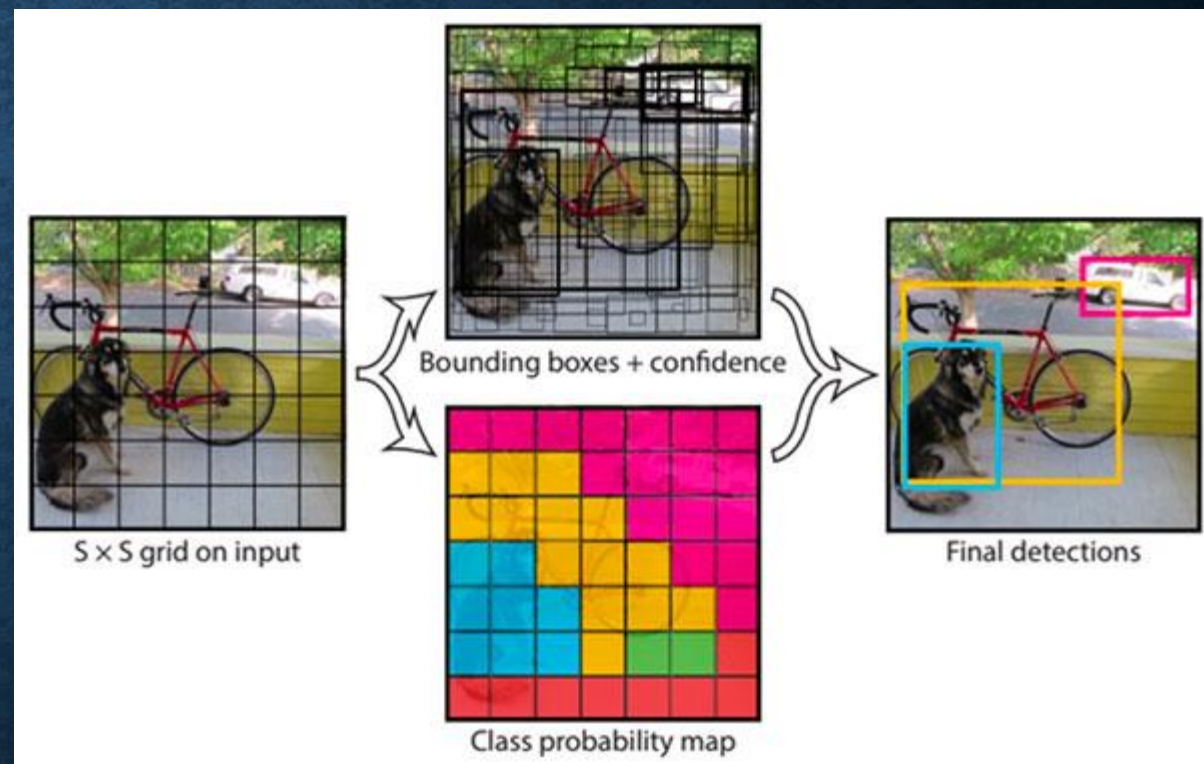 Bounding boxes + confidence
S × S grid on input
Final detections
Class probability map